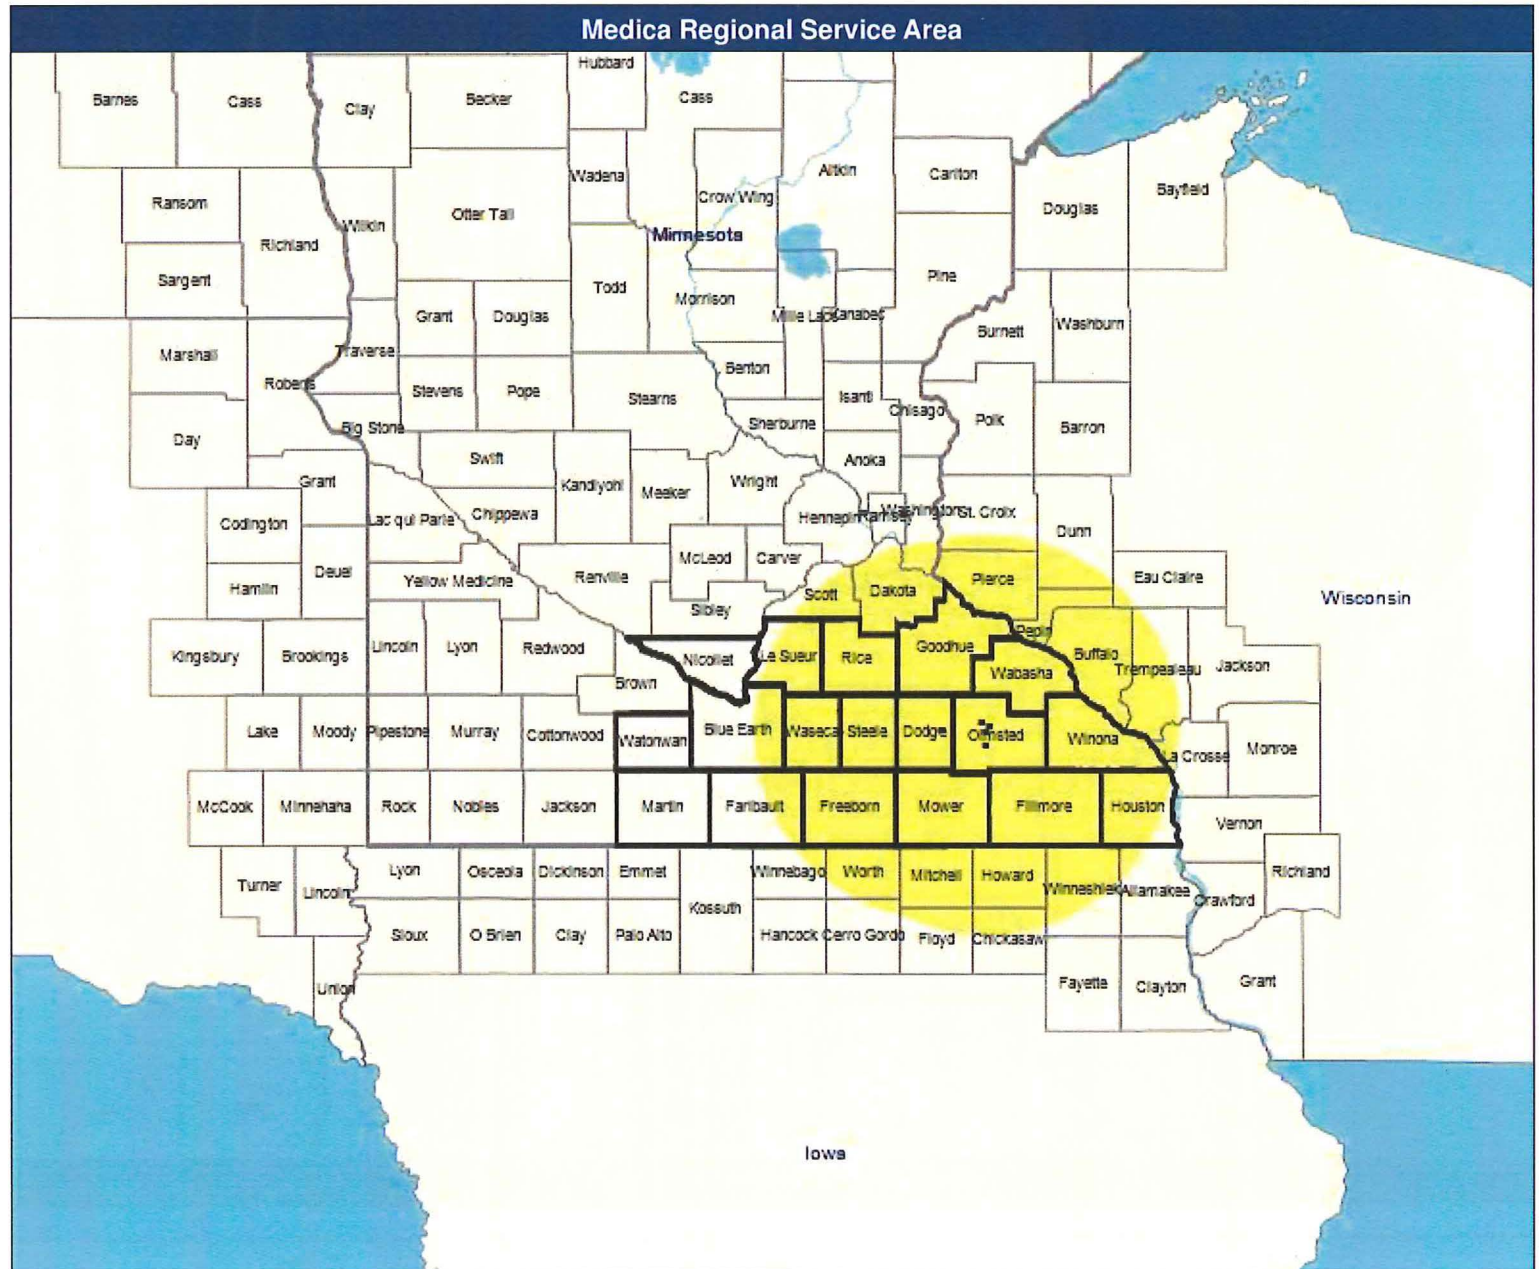 Medica Regional Service Area
Hubbard
Barnes
Cass
Clay
Becker
Cass
Wadena
Crow Wing
Aitkin
Carlton
Bayfield
Ransom
Richland
Wilkin
Otter Tail
Douglas
Minnesota
Sargent
Todd
Morrison
Pine
Grant
Douglas
Mille Lacs
Kanabec
Burnett
Washburn
Marshall
Traverse
Roberts
Stevens
Pope
Benton
Stearns
Isanti
Chisago
Polk
Barron
Day
Big Stone
Sherburne
Swift
Anoka
Grant
Kandiyohi
Meeker
Wright
Codington
Lac qui Parle
Chippewa
Hennepin
Ramsey
Washington
St. Croix
Dunn
McLeod
Carver
Deuel
Hamlin
Yellow Medicine
Renville
Scott
Dakota
Pierce
Eau Claire
Wisconsin
Sibley
Pepin
Kingsbury
Brookings
Lincoln
Lyon
Redwood
Nicollet
Le Sueur
Rice
Goodhue
Wabasha
Buffalo
Trempealeau
Jackson
Brown
Lake
Moody
Pipestone
Murray
Cottonwood
Watonwan
Blue Earth
Waseca
Steele
Dodge
Olmsted
Winona
La Crosse
Monroe
McCook
Minnehaha
Rock
Nobles
Jackson
Martin
Faribault
Freeborn
Mower
Fillmore
Houston
Vernon
Turner
Lincoln
Lyon
Osceola
Dickinson
Emmet
Kossuth
Winnebago
Worth
Mitchell
Howard
Winneshiek
Allamakee
Crawford
Richland
Sioux
O Brien
Clay
Palo Alto
Hancock
Cerro Gordo
Floyd
Chickasaw
Union
Fayette
Clayton
Grant
Iowa